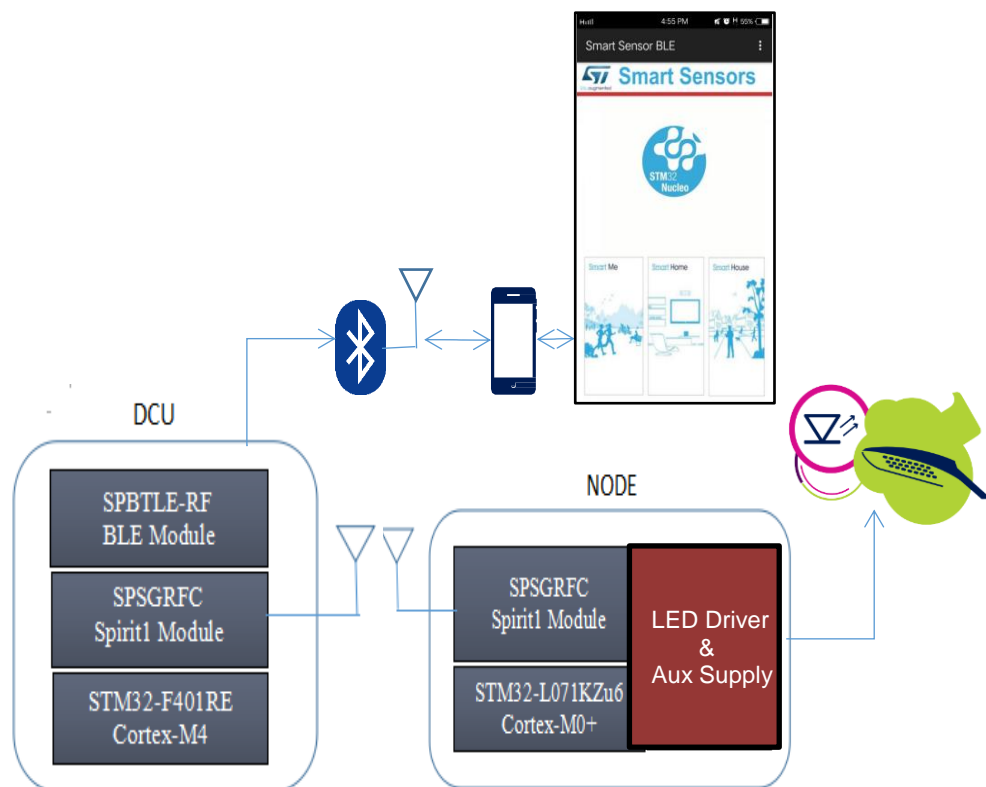 Hull 4:55 PM H 55%
Smart Sensor BLE
Smart Sensors
STM32
Nucleo
Smart Me
Smart Home
Smart House
DCU
SPBTLE-RF
BLE Module
SPSGRFC
Spirit1 Module
STM32-F401RE
Cortex-M4
NODE
SPSGRFC
Spirit1 Module
STM32-L071KZu6
Cortex-M0+
LED Driver
&
Aux Supply